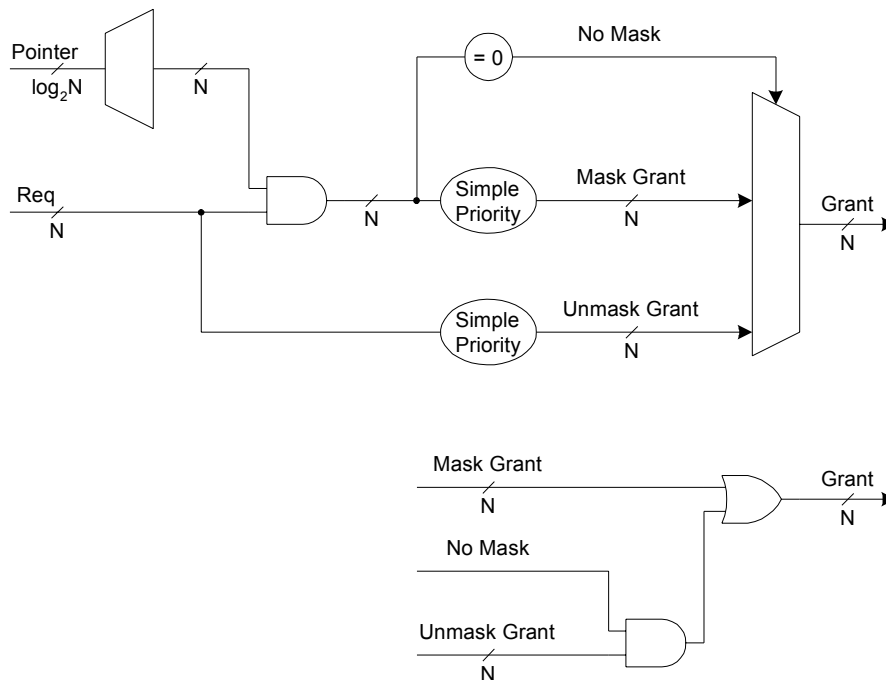 No Mask
= 0
Pointer
log₂N
N
Req
N
N
Simple
Priority
Mask Grant
N
Grant
N
Simple
Priority
Unmask Grant
N
Mask Grant
N
Grant
N
No Mask
Unmask Grant
N